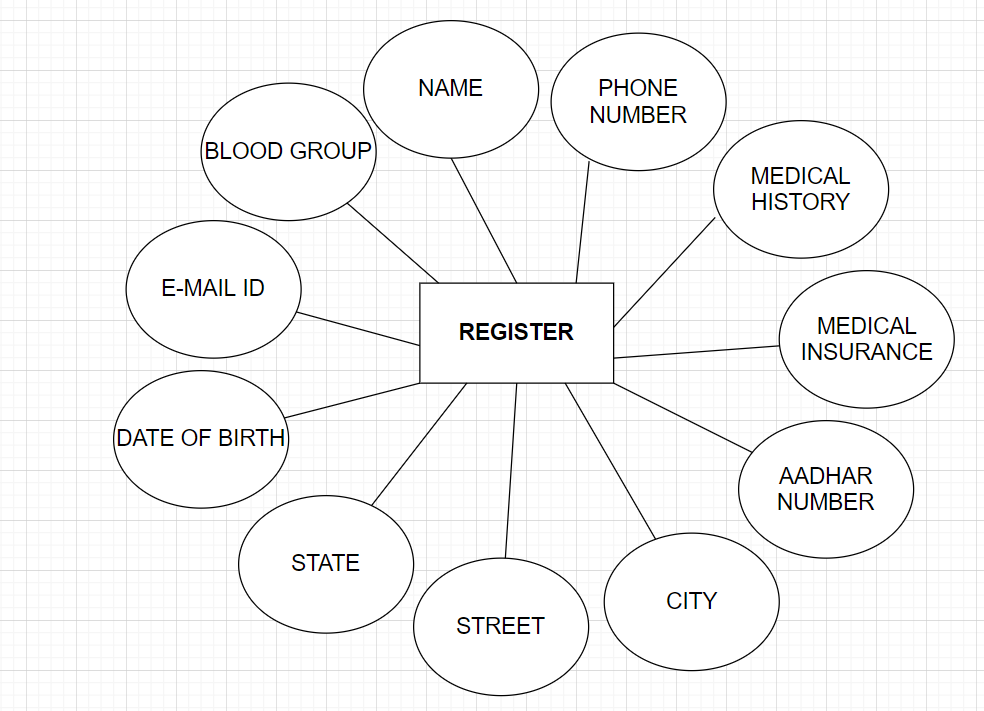 NAME
PHONE
NUMBER
BLOOD GROUP
MEDICAL
HISTORY
E-MAIL ID
REGISTER
MEDICAL
INSURANCE
DATE OF BIRTH
AADHAR
NUMBER
STATE
STREET
CITY